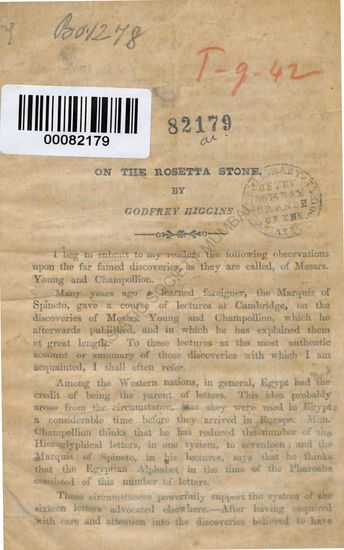 B01278
T-g-42
00082179
82179
ON THE ROSETTA STONE.
BY
GODFREY HIGGINS
OF THE
BOMBAY
BRANCH
OF THE
I beg to submit to my readers the following observations
upon the far famed discoveries, as they are called, of Messrs.
Young and Champollion.
Many years ago a learned foreigner, the Marquis of
Spineto, gave a course of lectures at Cambridge, on the
discoveries of Messrs. Young and Champollion, which he
afterwards published, and in which he has explained them
at great length. To these lectures as the most authentic
account or summary of those discoveries with which I am
acquainted, I shall often refer.
Among the Western nations, in general, Egypt had the
credit of being the parent of letters. This idea probably
arose from the circumstance, that they were used in Egypt
a considerable time before they arrived in Europe. Mon.
Champollion thinks that he has reduced the number of the
Hieroglyphical letters, in one system, to seventeen; and the
Marquis of Spineto, in his lectures, says that he thinks
that the Egyptian Alphabet in the time of the Pharoahs
consisted of this number of letters.
These circumstances powerfully support the system of the
sixteen letters advocated elsewhere.—After having enquired
with care and attention into the discoveries believed to have